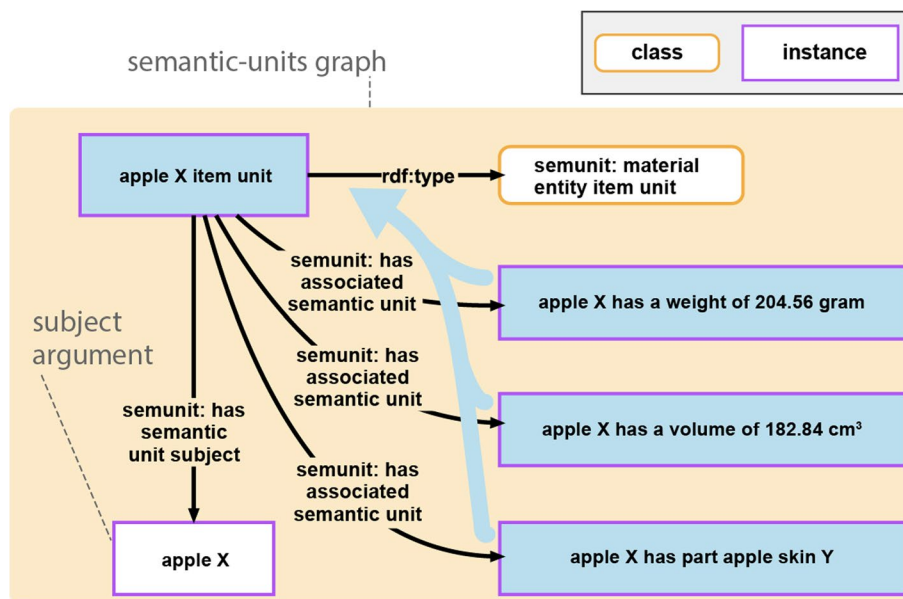 class
instance
semantic-units graph
apple X item unit
rdf:type
semunit: material
entity item unit
semunit: has
associated
semantic unit
apple X has a weight of 204.56 gram
subject
argument
semunit: has
associated
semantic unit
semunit: has
semantic
unit subject
apple X has a volume of 182.84 cm³
semunit: has
associated
semantic unit
apple X
apple X has part apple skin Y